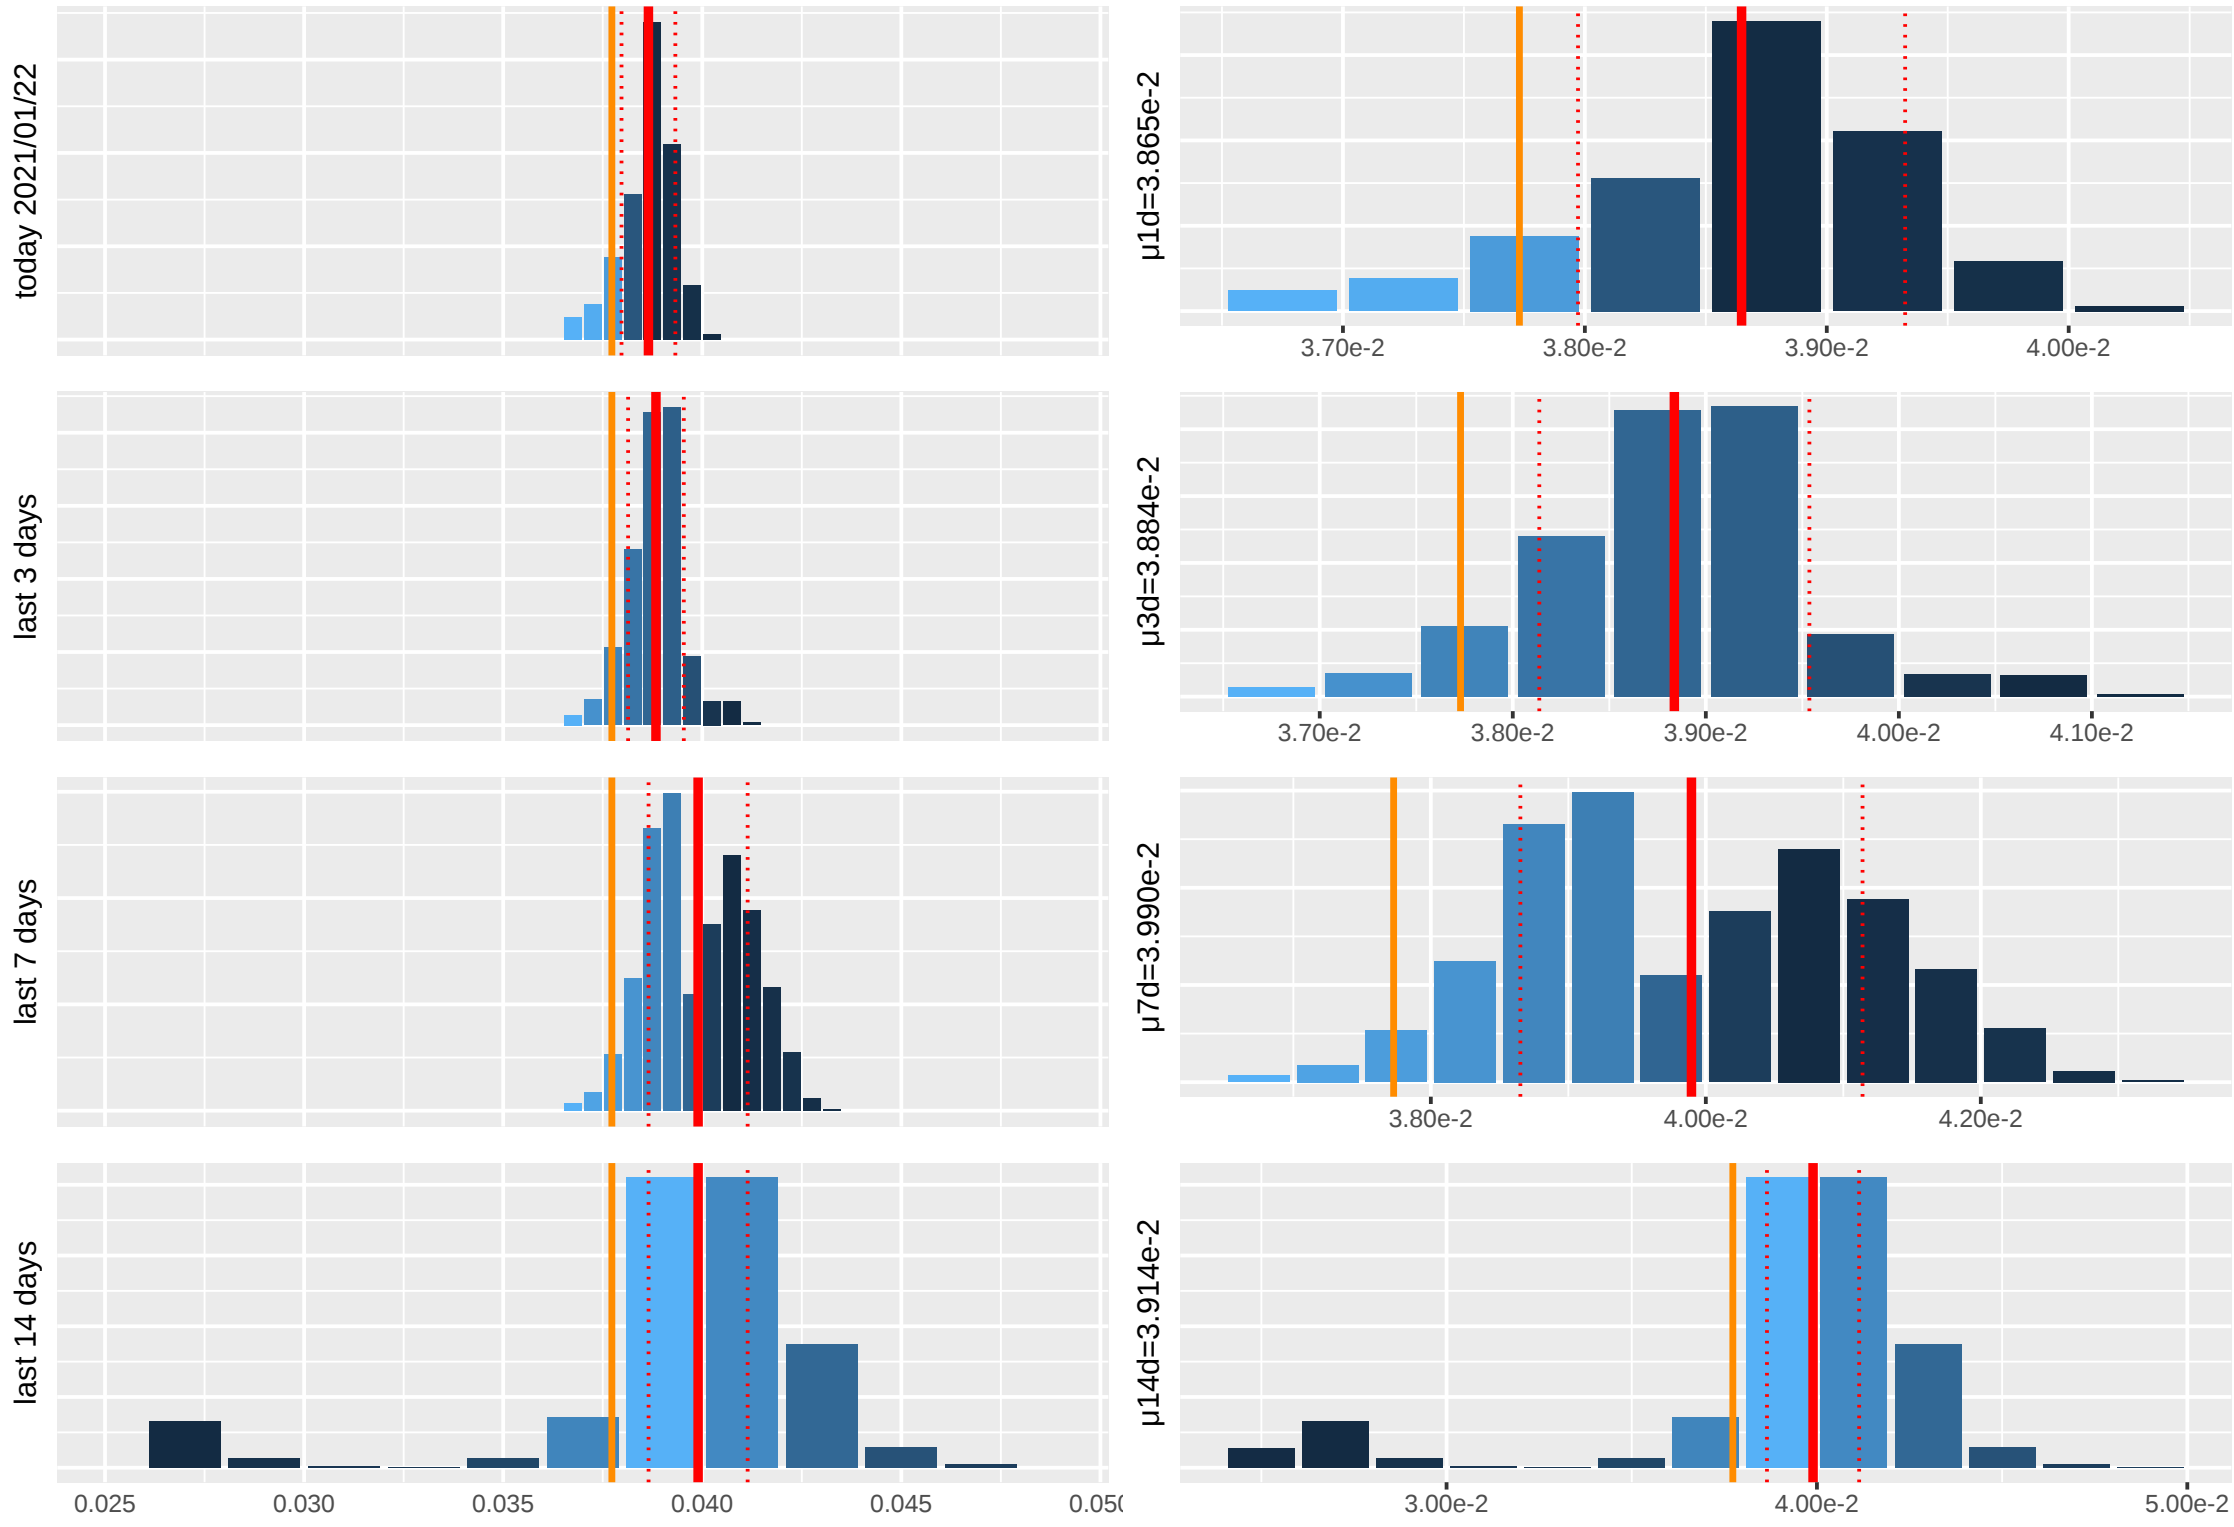 today 2021/01/22
µ1d=3.865e-2
3.70e-2 3.80e-2 3.90e-2 4.00e-2
last 3 days
µ3d=3.884e-2
3.70e-2 3.80e-2 3.90e-2 4.00e-2 4.10e-2
last 7 days
µ7d=3.990e-2
3.80e-2 4.00e-2 4.20e-2
last 14 days
µ14d=3.914e-2
0.025 0.030 0.035 0.040 0.045 0.050
3.00e-2 4.00e-2 5.00e-2